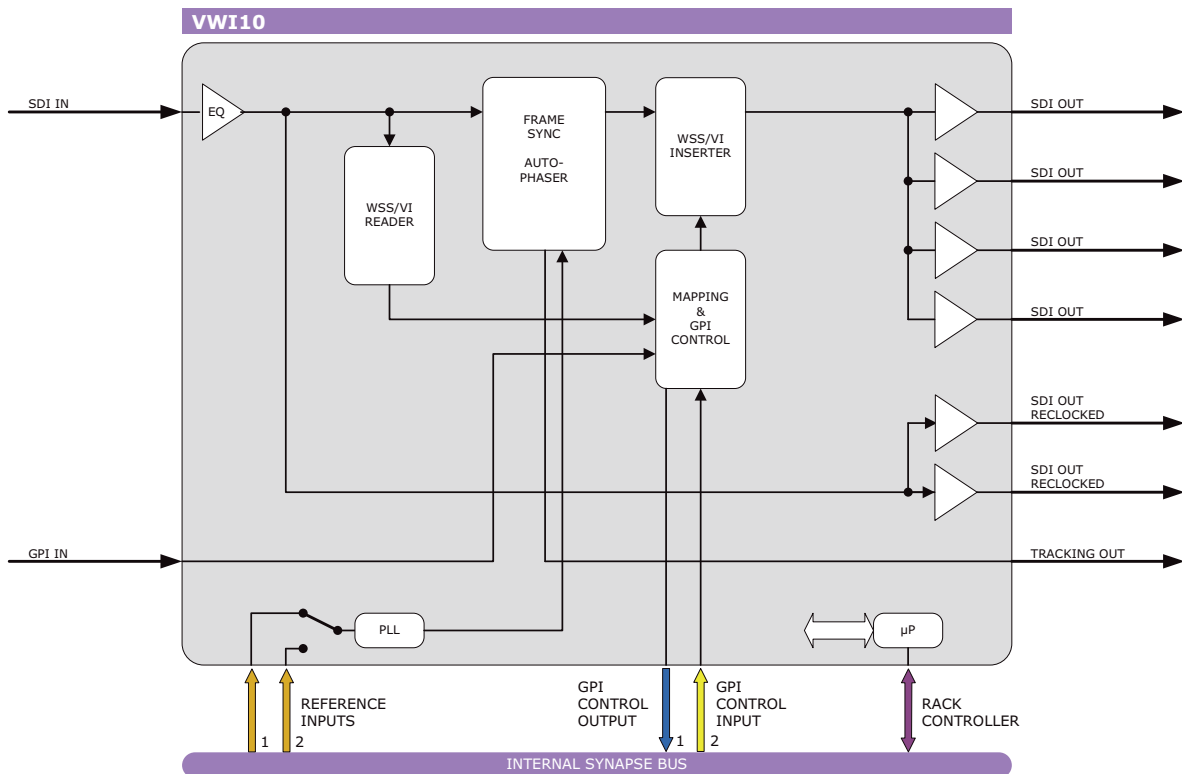 VWI10
SDI IN
EQ
FRAME
SYNC
AUTO-
PHASER
WSS/VI
INSERTER
WSS/VI
READER
MAPPING
&
GPI
CONTROL
SDI OUT
SDI OUT
SDI OUT
SDI OUT
SDI OUT
RECLOCKED
SDI OUT
RECLOCKED
GPI IN
TRACKING OUT
PLL
µP
REFERENCE
INPUTS
1
2
GPI
CONTROL
OUTPUT
1
GPI
CONTROL
INPUT
2
RACK
CONTROLLER
INTERNAL SYNAPSE BUS